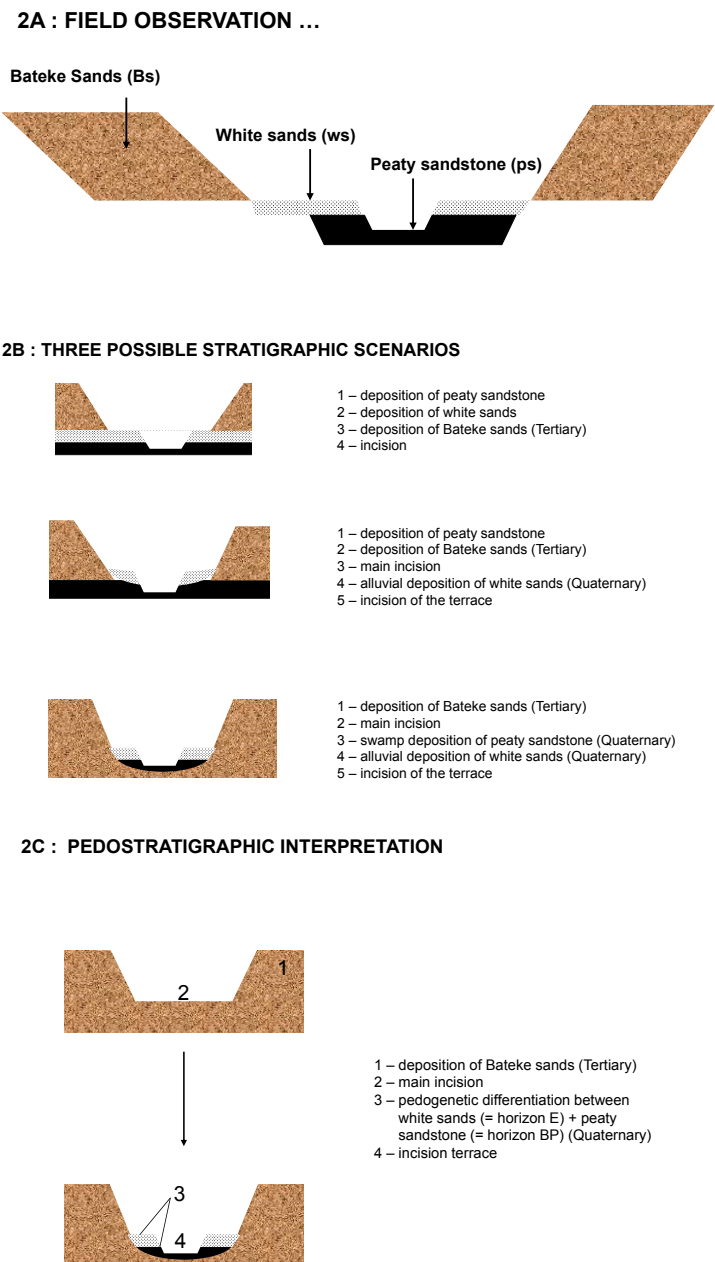 2A : FIELD OBSERVATION …
Bateke Sands (Bs)
White sands (ws)
Peaty sandstone (ps)
2B : THREE POSSIBLE STRATIGRAPHIC SCENARIOS
1 – deposition of peaty sandstone
2 – deposition of white sands
3 – deposition of Bateke sands (Tertiary)
4 – incision
1 – deposition of peaty sandstone
2 – deposition of Bateke sands (Tertiary)
3 – main incision
4 – alluvial deposition of white sands (Quaternary)
5 – incision of the terrace
1 – deposition of Bateke sands (Tertiary)
2 – main incision
3 – swamp deposition of peaty sandstone (Quaternary)
4 – alluvial deposition of white sands (Quaternary)
5 – incision of the terrace
2C : PEDOSTRATIGRAPHIC INTERPRETATION
1
2
1 – deposition of Bateke sands (Tertiary)
2 – main incision
3 – pedogenetic differentiation between
white sands (= horizon E) + peaty
sandstone (= horizon BP) (Quaternary)
4 – incision terrace
3
4